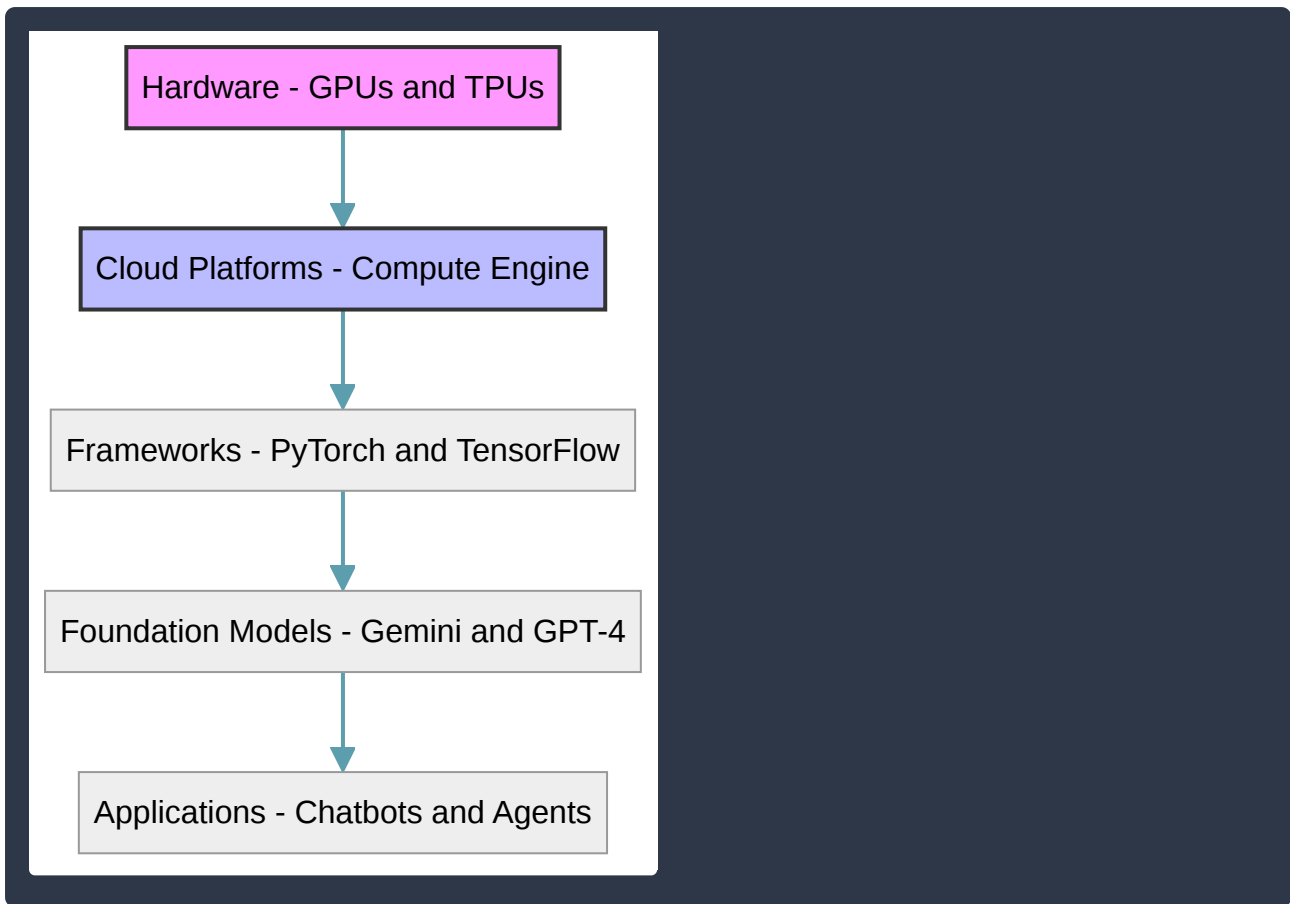 Hardware - GPUs and TPUs
Cloud Platforms - Compute Engine
Frameworks - PyTorch and TensorFlow
Foundation Models - Gemini and GPT-4
Applications - Chatbots and Agents